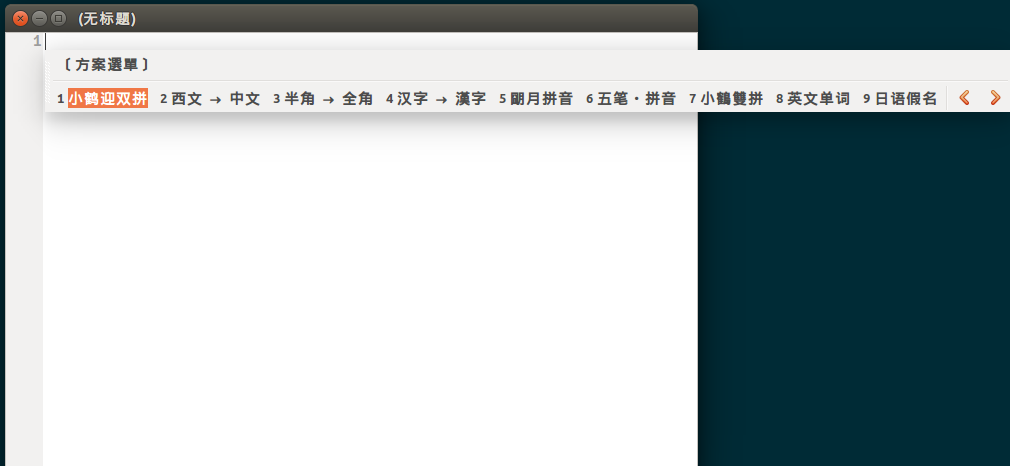 (无标题)
1
〔方案選單〕
1 小鹤迎双拼 2 西文 → 中文 3 半角 → 全角 4 汉字 → 漢字 5 朙月拼音 6 五笔·拼音 7 小鶴雙拼 8 英文单词 9 日语假名